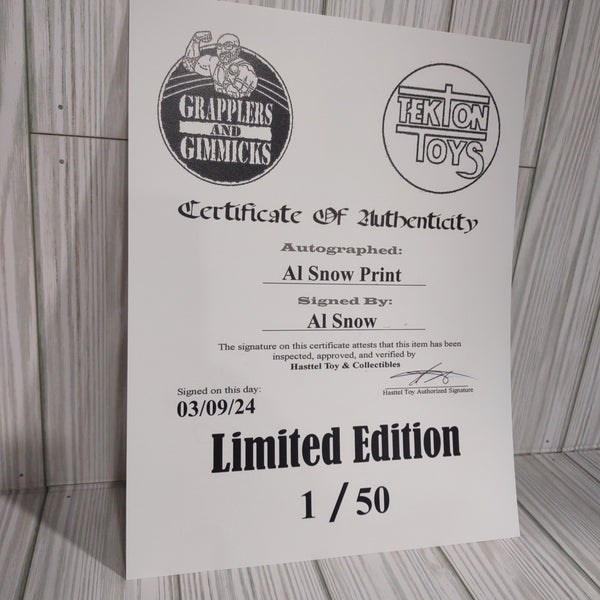 GRAPPLERS
AND
GIMMICKS
TEKTON
TOYS
Certificate Of Authenticity
Autographed:
Al Snow Print
Signed By:
Al Snow
The signature on this certificate attests that this item has been
inspected, approved, and verified by
Hasttel Toy & Collectibles
Signed on this day:
03/09/24
Hasttel Toy Authorized Signature
Limited Edition
1 / 50